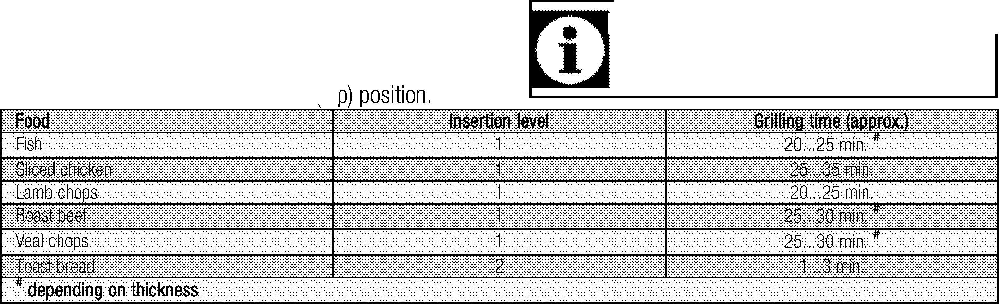 p) position.
Food Insertion level Grilling time (approx.)
Fish 1 20...25 min. #
Sliced chicken 1 25...35 min.
Lamb chops 1 20...25 min.
Roast beef 1 25...30 min. #
Veal chops 1 25...30 min. #
Toast bread 2 1...3 min.
# depending on thickness